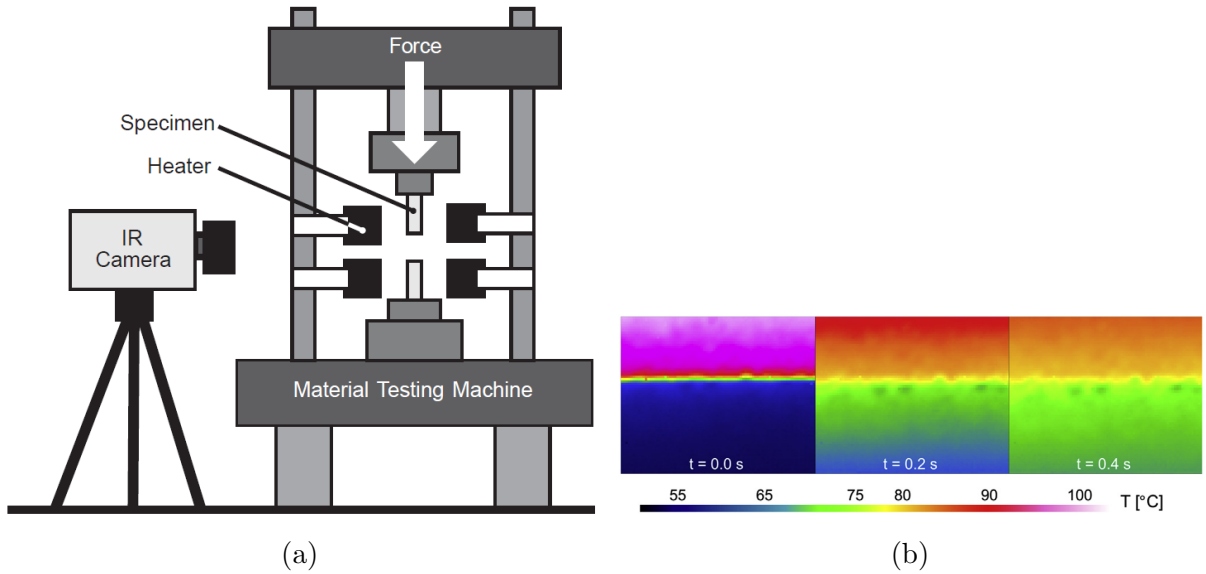 Force
Specimen
Heater
IR
Camera
Material Testing Machine
t = 0.0 s
t = 0.2 s
t = 0.4 s
55 65 75 80 90 100 T [°C]
(a)
(b)